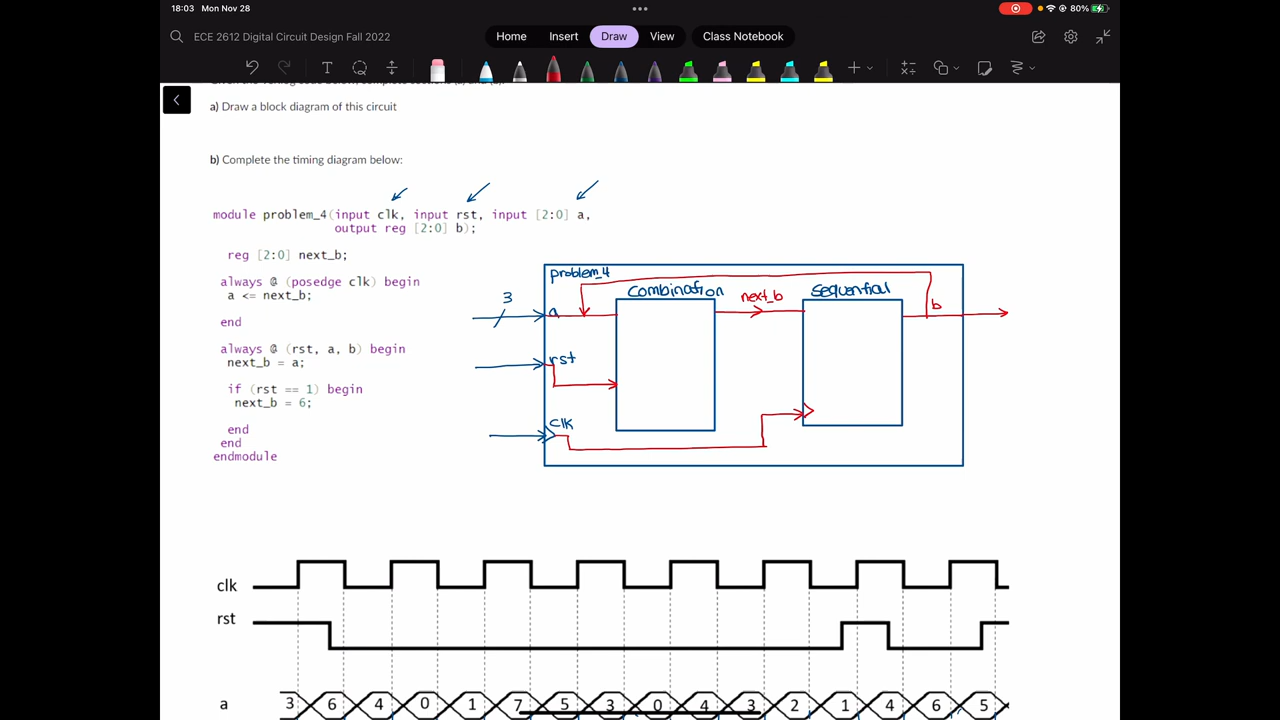 18:03 Mon Nov 28
80%
ECE 2612 Digital Circuit Design Fall 2022
Home Insert Draw View Class Notebook
a) Draw a block diagram of this circuit
b) Complete the timing diagram below:
module problem_4(input clk, input rst, input [2:0] a,
output reg [2:0] b);
reg [2:0] next_b;
always @ (posedge clk) begin
a <= next_b;
end
always @ (rst, a, b) begin
next_b = a;
if (rst == 1) begin
next_b = 6;
end
end
endmodule
problem_4
combination
next_b
sequential
3
a
b
rst
clk
clk
rst
a 3 6 4 0 1 7 5 3 0 4 3 2 1 4 6 5